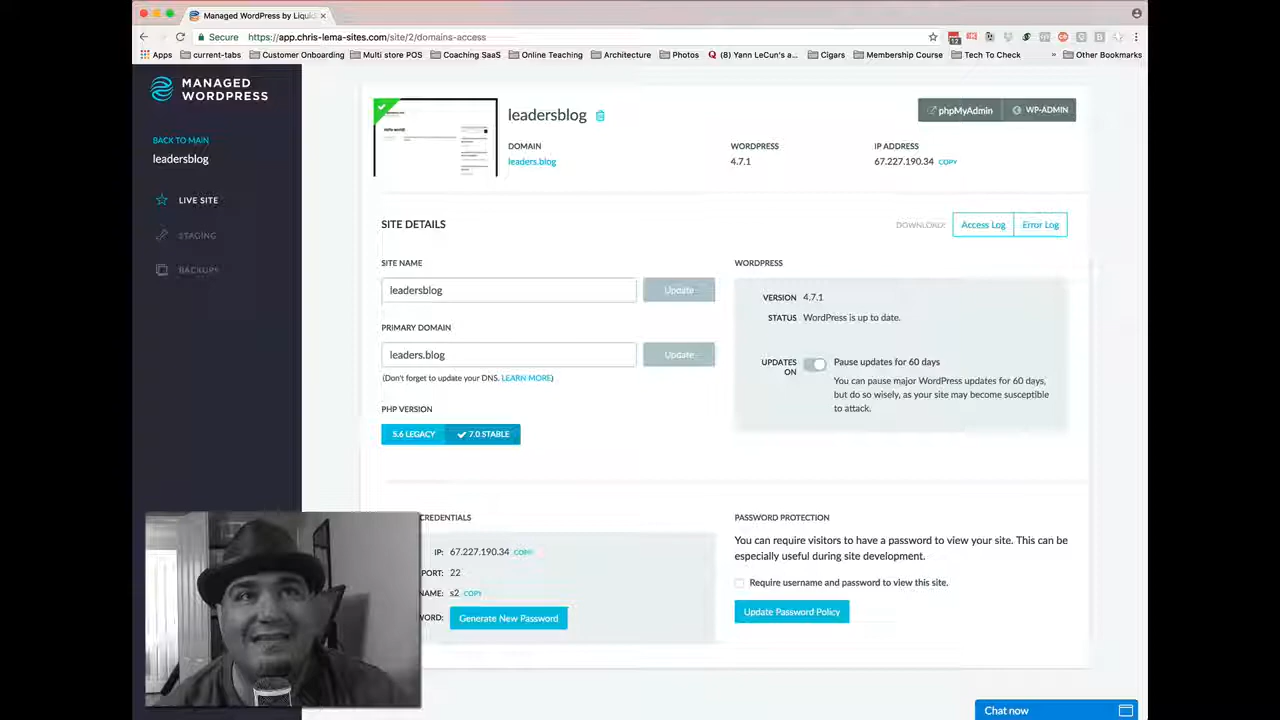 Managed WordPress by Liquid
Secure https://app.chris-lema-sites.com/site/2/domains-access
12
Apps current-tabs Customer Onboarding Multi store POS Coaching SaaS Online Teaching Architecture Photos (8) Yann LeCun's a... Cigars Membership Course Tech To Check » Other Bookmarks
MANAGED
WORDPRESS
BACK TO MAIN
leadersblog
LIVE SITE
STAGING
BACKUPS
leadersblog
phpMyAdmin WP-ADMIN
DOMAIN WORDPRESS IP ADDRESS
leaders.blog 4.7.1 67.227.190.34 COPY
SITE DETAILS
DOWNLOAD: Access Log Error Log
SITE NAME
leadersblog Update
PRIMARY DOMAIN
leaders.blog Update
(Don't forget to update your DNS. LEARN MORE)
PHP VERSION
5.6 LEGACY 7.0 STABLE
WORDPRESS
VERSION 4.7.1
STATUS WordPress is up to date.
UPDATES ON
Pause updates for 60 days
You can pause major WordPress updates for 60 days,
but do so wisely, as your site may become susceptible
to attack.
CREDENTIALS
IP: 67.227.190.34 COPY
PORT: 22
NAME: s2 COPY
WORD: Generate New Password
PASSWORD PROTECTION
You can require visitors to have a password to view your site. This can be
especially useful during site development.
Require username and password to view this site.
Update Password Policy
Chat now